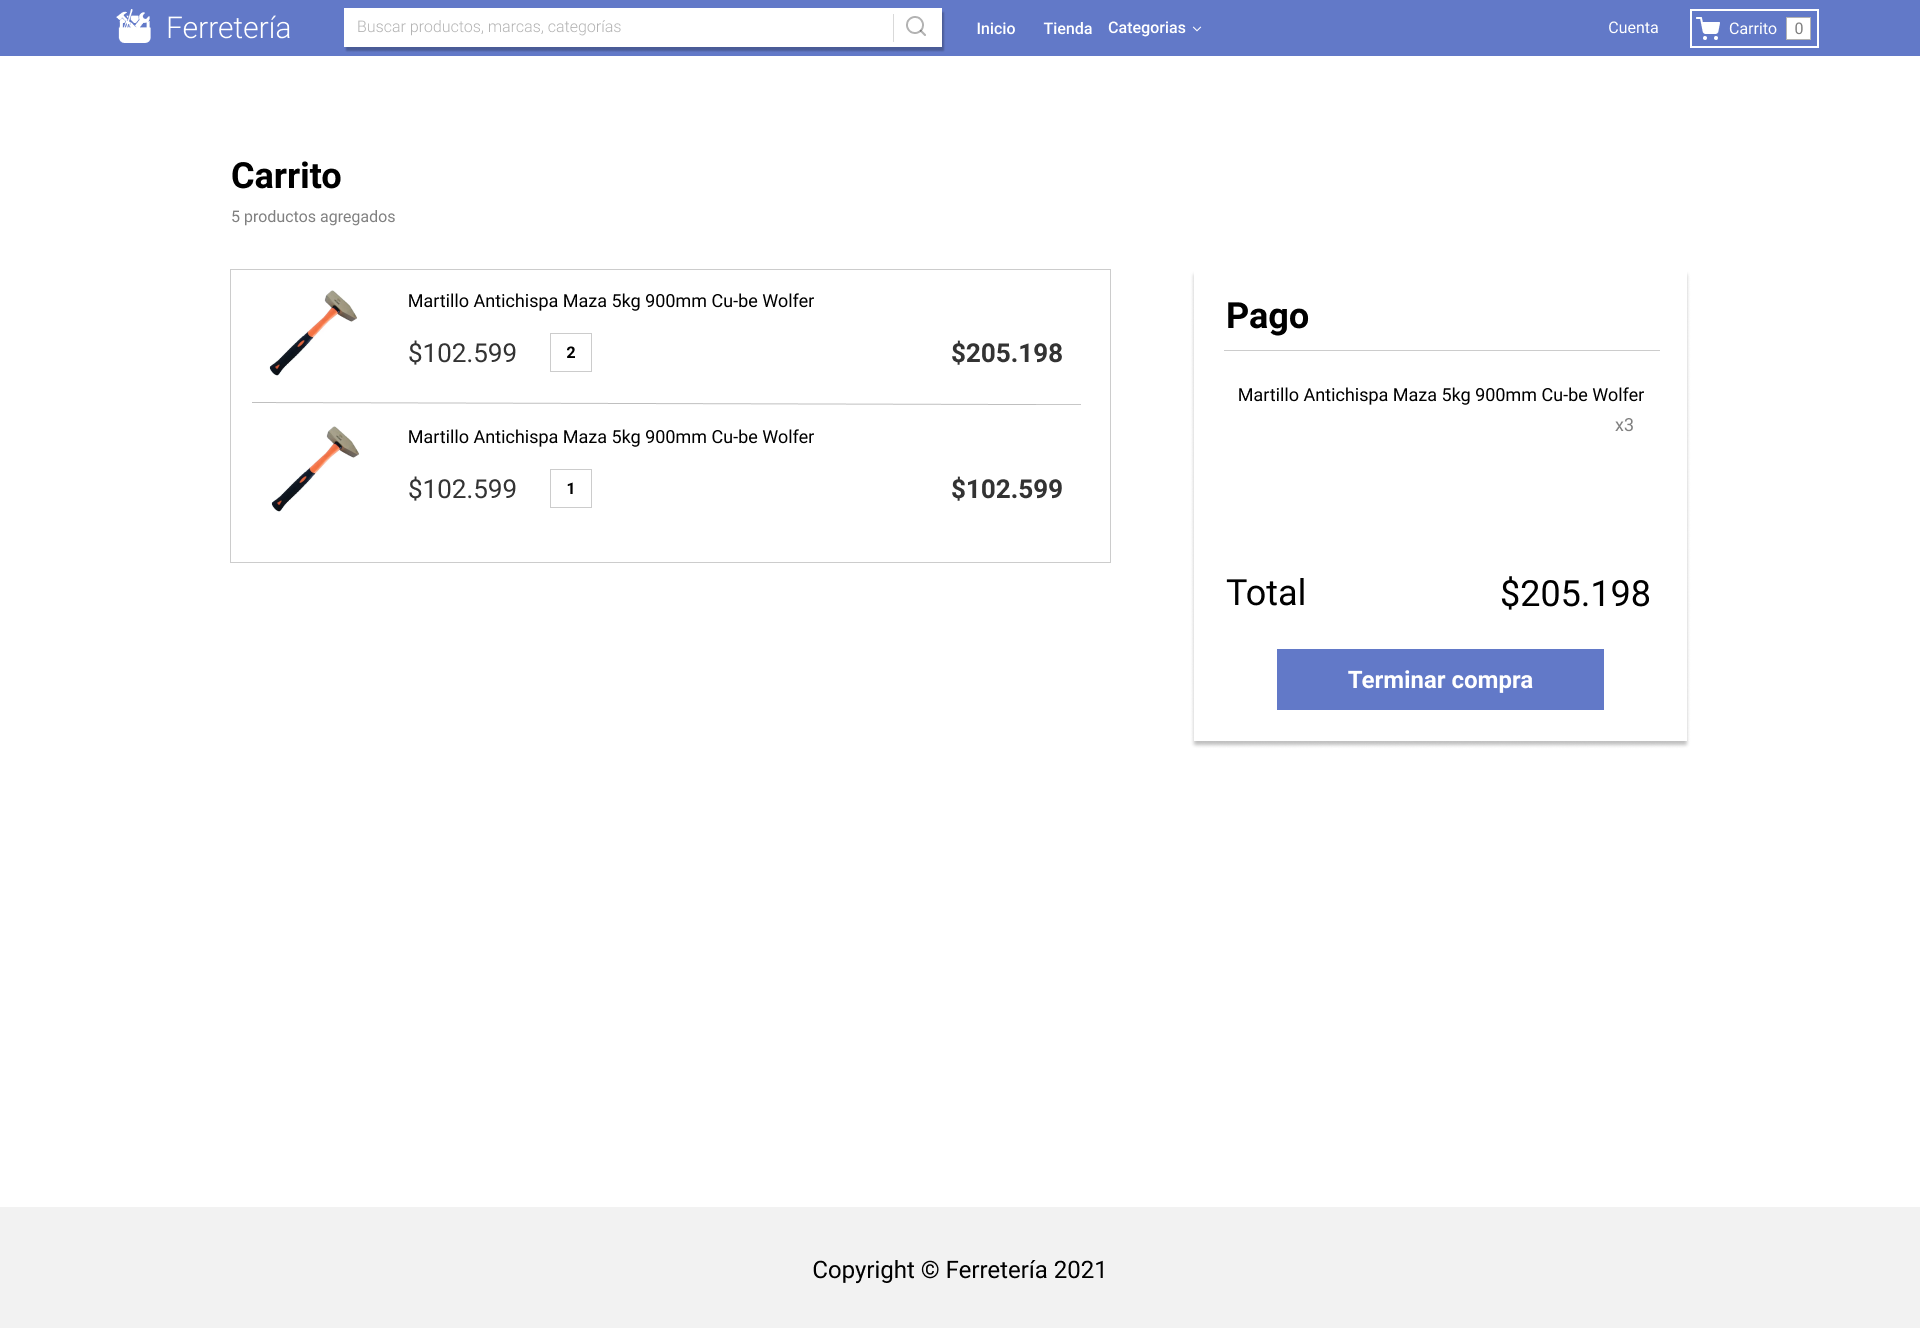 Ferretería
Buscar productos, marcas, categorías
Inicio
Tienda
Categorias
Cuenta
Carrito 0
Carrito
5 productos agregados
Martillo Antichispa Maza 5kg 900mm Cu-be Wolfer
$102.599 2 $205.198
Martillo Antichispa Maza 5kg 900mm Cu-be Wolfer
$102.599 1 $102.599
Pago
Martillo Antichispa Maza 5kg 900mm Cu-be Wolfer
x3
Total $205.198
Terminar compra
Copyright © Ferretería 2021